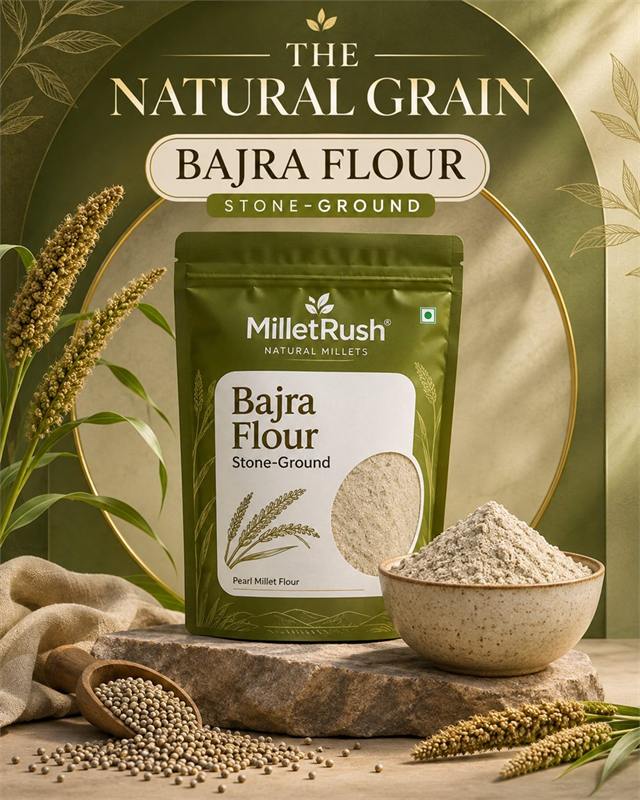 THE
NATURAL GRAIN
BAJRA FLOUR
STONE-GROUND
MilletRush®
NATURAL MILLETS
Bajra
Flour
Stone-Ground
Pearl Millet Flour